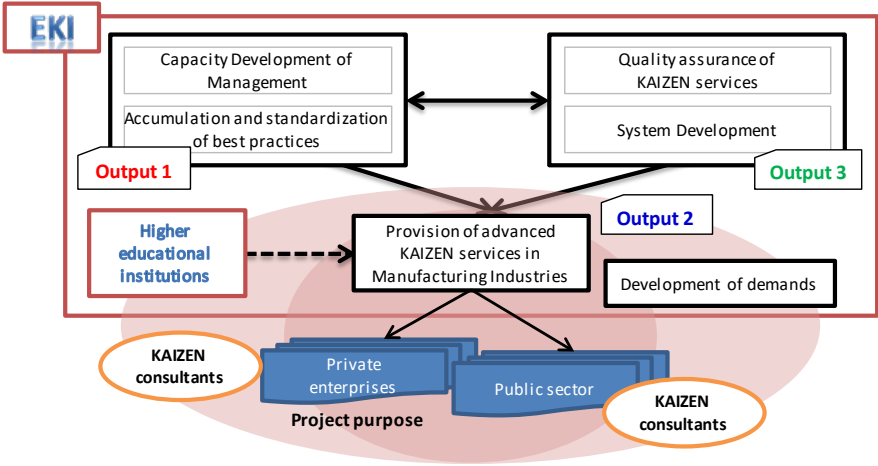 EKI
Capacity Development of
Management
Accumulation and standardization
of best practices
Output 1
Quality assurance of
KAIZEN services
System Development
Output 3
Output 2
Higher
educational
institutions
Provision of advanced
KAIZEN services in
Manufacturing Industries
Development of demands
KAIZEN
consultants
Private
enterprises
Public sector
KAIZEN
consultants
Project purpose